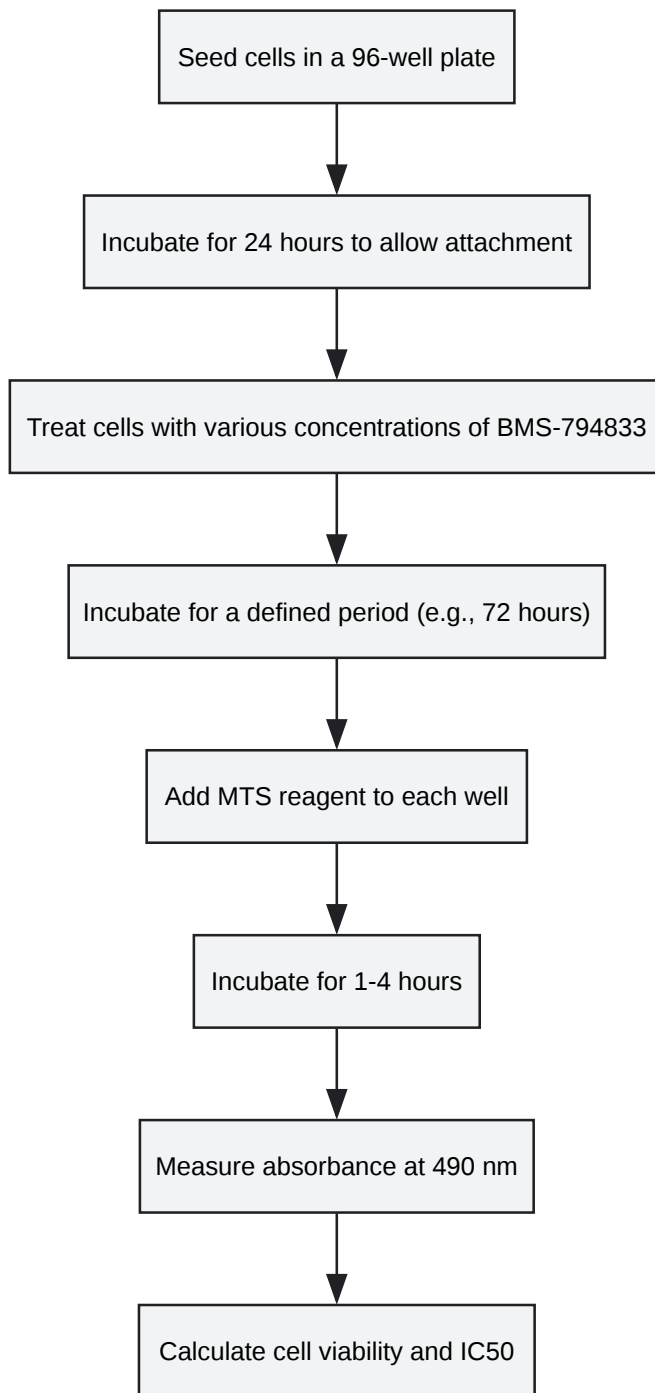 Seed cells in a 96-well plate
Incubate for 24 hours to allow attachment
Treat cells with various concentrations of BMS-794833
Incubate for a defined period (e.g., 72 hours)
Add MTS reagent to each well
Incubate for 1-4 hours
Measure absorbance at 490 nm
Calculate cell viability and IC50